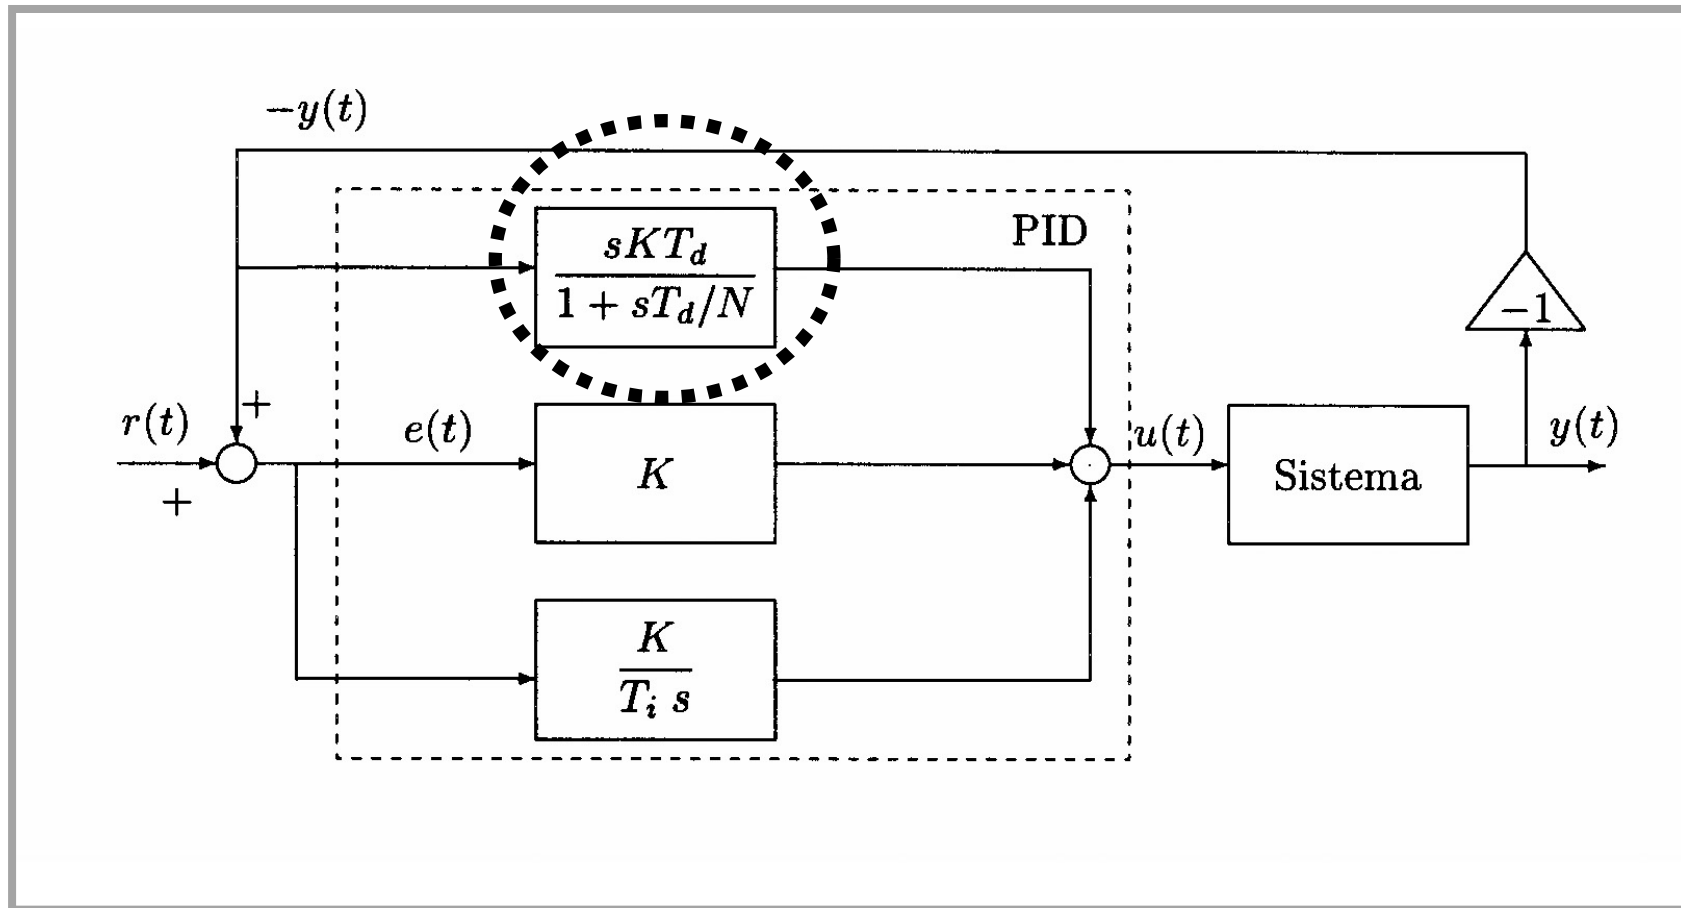 −y(t)
PID
sKT_d
1 + sT_d/N
−1
+
r(t)
e(t)
K
u(t)
Sistema
y(t)
+
K
T_i s